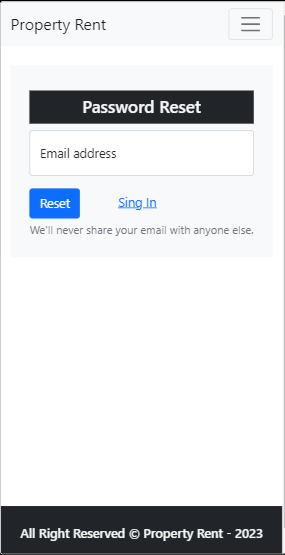 Property Rent
Password Reset
Email address
Reset Sing In
We'll never share your email with anyone else.
All Right Reserved © Property Rent - 2023